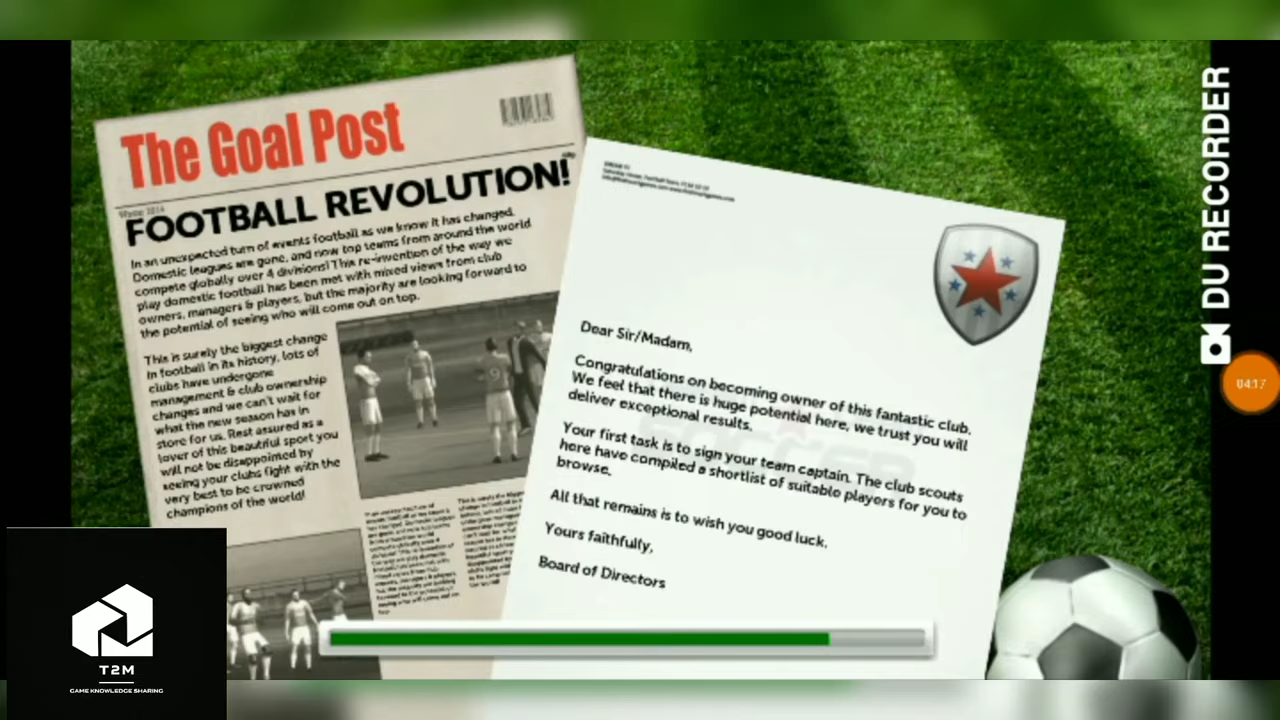 The Goal Post
Winter 2014
FOOTBALL REVOLUTION!
In an unexpected turn of events football as we know it has changed.
Domestic leagues are gone, and now top teams from around the world
compete globally over 4 divisions! This re-invention of the way we
play domestic football has been met with mixed views from club
owners, managers & players, but the majority are looking forward to
the potential of seeing who will come out on top.
This is surely the biggest change
in football in its history, lots of
clubs have undergone
management & club ownership
changes and we can't wait for
what the new season has in
store for us. Rest assured as a
lover of this beautiful sport you
will not be disappointed by
seeing your clubs fight with the
very best to be crowned
champions of the world!
9
Dear Sir/Madam,
Congratulations on becoming owner of this fantastic club.
We feel that there is huge potential here, we trust you will
deliver exceptional results.
Your first task is to sign your team captain. The club scouts
here have compiled a shortlist of suitable players for you to
browse.
All that remains is to wish you good luck.
Yours faithfully,
Board of Directors
DU RECORDER
04:17
T2M
GAME KNOWLEDGE SHARING